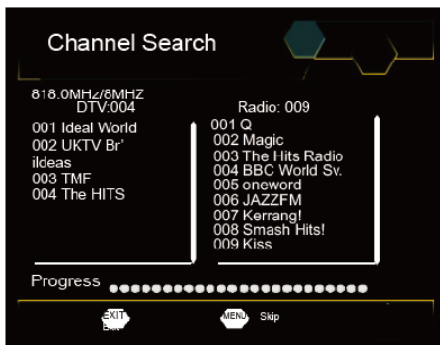 Channel Search
818.0MHZ/8MHZ
DTV:004
001 Ideal World
002 UKTV Br'
ildeas
003 TMF
004 The HITS
Radio: 009
001 Q
002 Magic
003 The Hits Radio
004 BBC World Sv.
005 oneword
006 JAZZFM
007 Kerrang!
008 Smash Hits!
009 Kiss
Progress
EXIT
Exit
MENU Skip